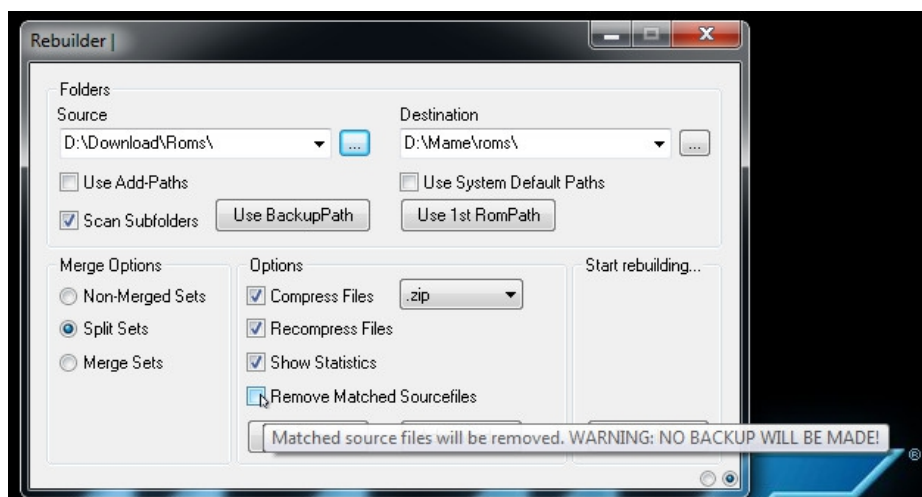 Rebuilder |
Folders
Source
Destination
D:\Download\Roms\
...
D:\Mame\roms\
...
Use Add-Paths
Use System Default Paths
Scan Subfolders
Use BackupPath
Use 1st RomPath
Merge Options
Options
Start rebuilding...
Non-Merged Sets
Compress Files
.zip
Split Sets
Recompress Files
Merge Sets
Show Statistics
Remove Matched Sourcefiles
Matched source files will be removed. WARNING: NO BACKUP WILL BE MADE!
®